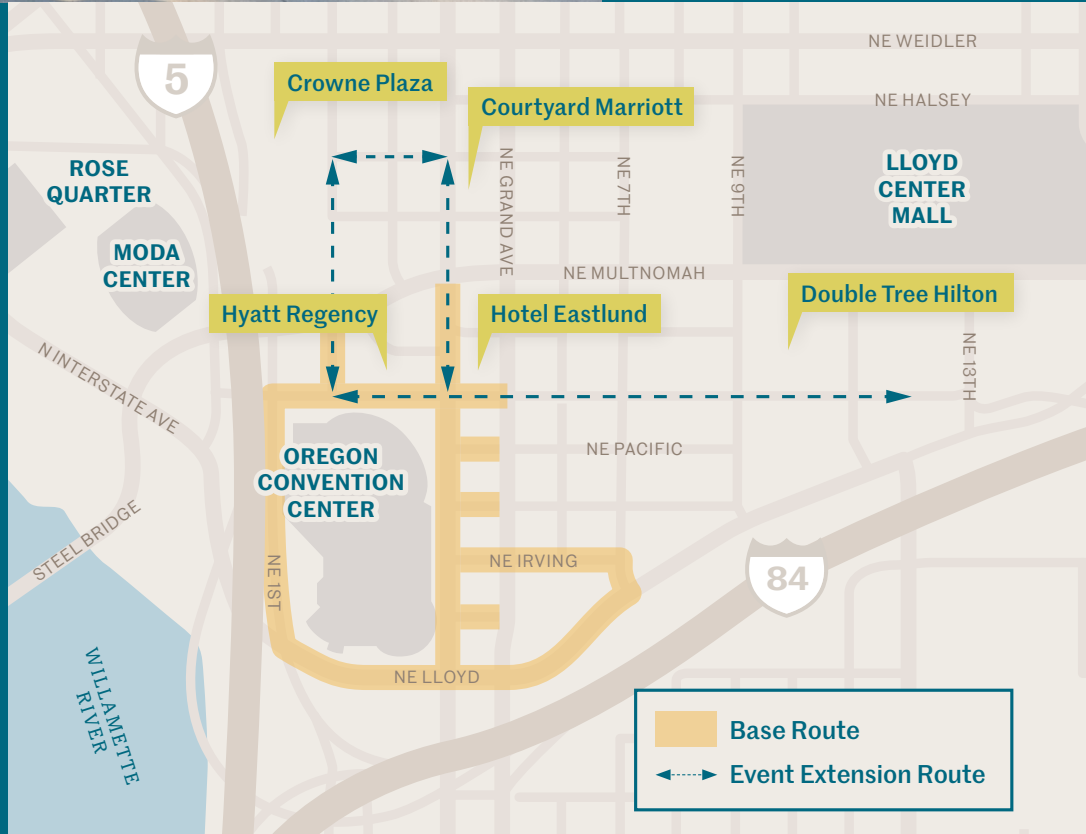 NE WEIDLER
5
Crowne Plaza
NE HALSEY
Courtyard Marriott
ROSE
QUARTER
NE GRAND AVE
NE 7TH
NE 9TH
LLOYD
CENTER
MALL
MODA
CENTER
NE MULTNOMAH
Hyatt Regency
Hotel Eastlund
Double Tree Hilton
N INTERSTATE AVE
NE 13TH
NE PACIFIC
OREGON
CONVENTION
CENTER
STEEL BRIDGE
NE 1ST
NE IRVING
84
NE LLOYD
WILLAMETTE
RIVER
Base Route
Event Extension Route